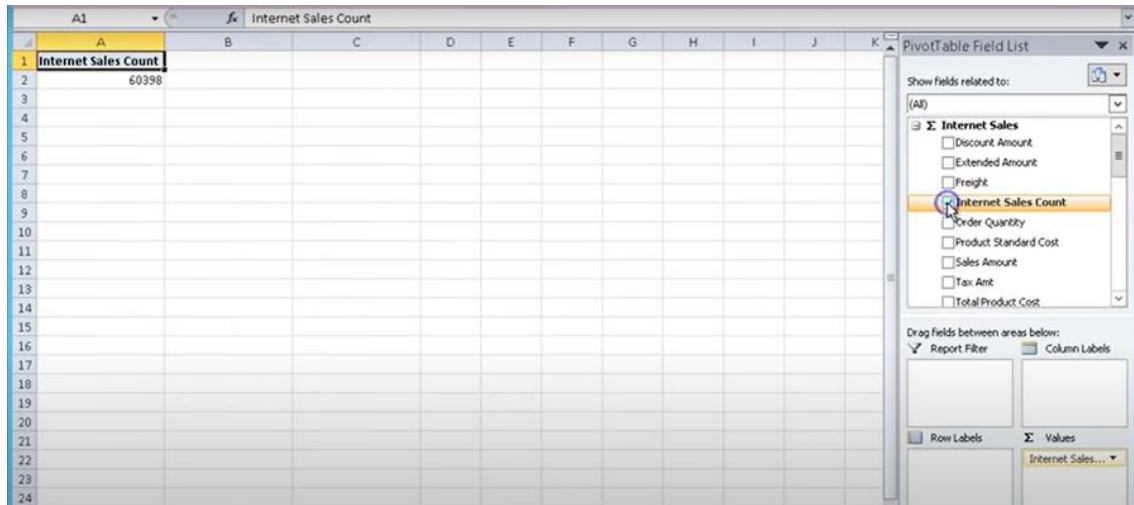 A1 fx Internet Sales Count
A B C D E F G H I J K
1 Internet Sales Count
2 60398
3
4
5
6
7
8
9
10
11
12
13
14
15
16
17
18
19
20
21
22
23
24
PivotTable Field List
Show fields related to:
(All)
Σ Internet Sales
Discount Amount
Extended Amount
Freight
Internet Sales Count
Order Quantity
Product Standard Cost
Sales Amount
Tax Amt
Total Product Cost
Drag fields between areas below:
Report Filter Column Labels
Row Labels Σ Values
Internet Sales...